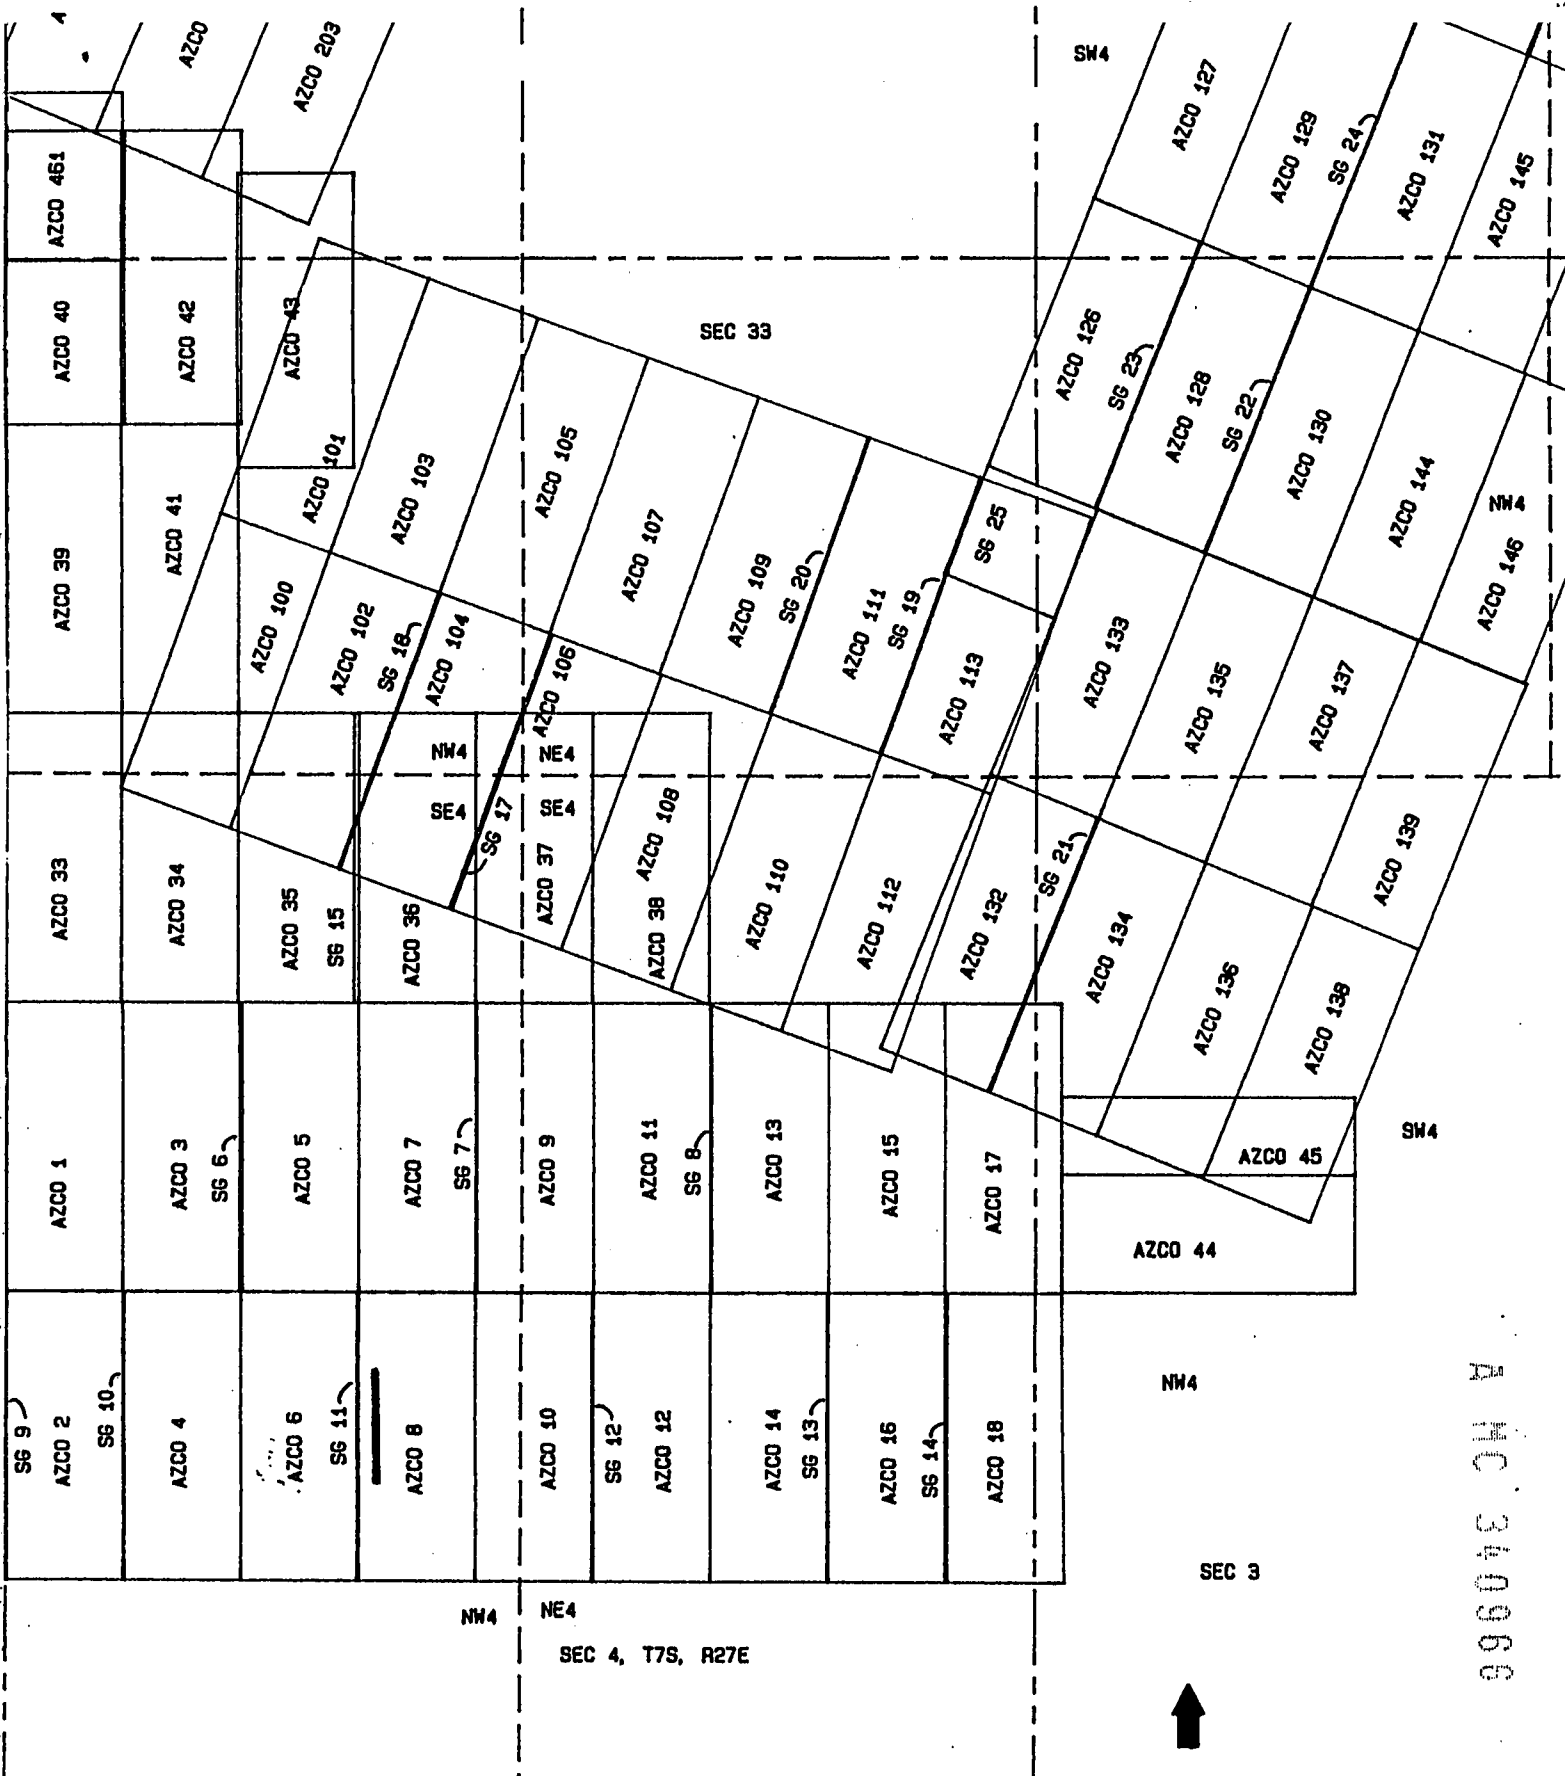 AZCO
AZCO 203
SW4
AZCO 127
AZCO 129
SG 24
AZCO 131
AZCO 145
AZCO 461
AZCO 40
AZCO 42
AZCO 43
SEC 33
AZCO 126
SG 23
AZCO 128
SG 22
AZCO 130
AZCO 144
NW4
AZCO 146
AZCO 39
AZCO 41
AZCO 101
AZCO 103
AZCO 105
AZCO 107
AZCO 109
SG 20
AZCO 111
SG 19
SG 25
AZCO 113
AZCO 133
AZCO 135
AZCO 137
AZCO 139
AZCO 100
AZCO 102
SG 18
AZCO 104
AZCO 106
NW4
NE4
SE4
SE4
SG 17
AZCO 108
AZCO 110
AZCO 112
AZCO 132
SG 21
AZCO 134
AZCO 136
AZCO 138
AZCO 33
AZCO 34
AZCO 35
SG 15
AZCO 36
AZCO 37
AZCO 38
AZCO 1
AZCO 3
SG 6
AZCO 5
AZCO 7
SG 7
AZCO 9
AZCO 11
SG 8
AZCO 13
AZCO 15
AZCO 17
AZCO 45
SW4
AZCO 44
SG 9
AZCO 2
SG 10
AZCO 4
AZCO 6
SG 11
AZCO 8
AZCO 10
SG 12
AZCO 12
AZCO 14
SG 13
AZCO 16
SG 14
AZCO 18
NW4
SEC 3
NW4
NE4
SEC 4, T7S, R27E
A MC 340966